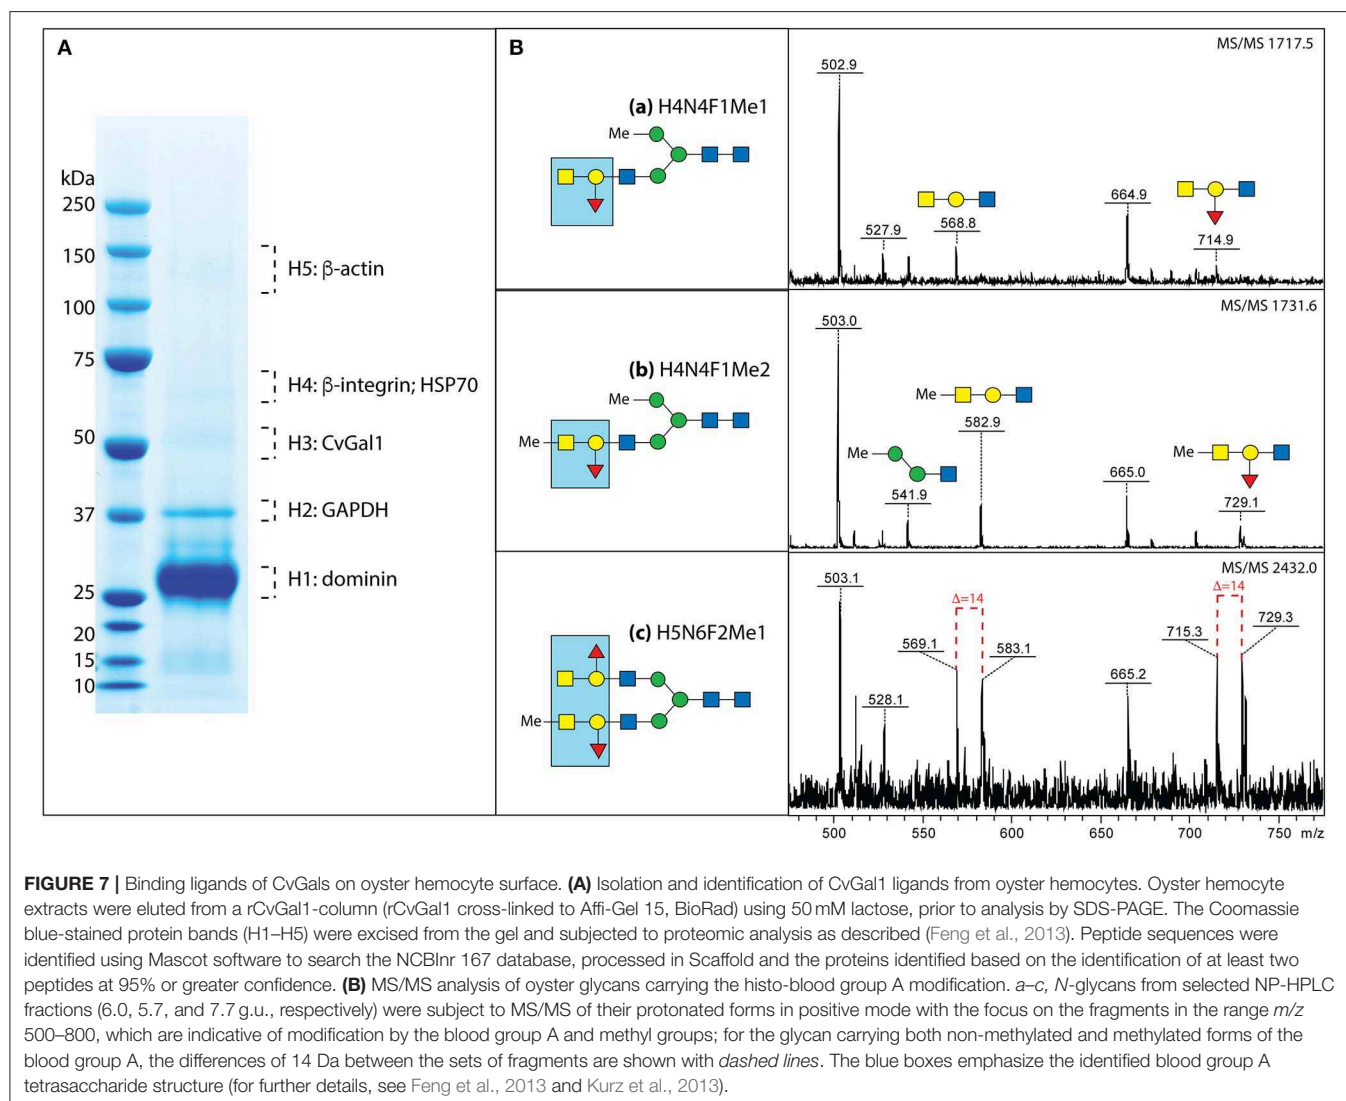 A
kDa
250
150
100
75
50
37
25
20
15
10
H5: β-actin
H4: β-integrin; HSP70
H3: CvGal1
H2: GAPDH
H1: dominin
B
(a) H4N4F1Me1
Me
MS/MS 1717.5
502.9
527.9
568.8
664.9
714.9
(b) H4N4F1Me2
Me
Me
MS/MS 1731.6
503.0
Me
541.9
Me
582.9
665.0
Me
729.1
(c) H5N6F2Me1
Me
MS/MS 2432.0
503.1
528.1
569.1
Δ=14
583.1
665.2
715.3
Δ=14
729.3
500 550 600 650 700 750 m/z
FIGURE 7 | Binding ligands of CvGals on oyster hemocyte surface. (A) Isolation and identification of CvGal1 ligands from oyster hemocytes. Oyster hemocyte
extracts were eluted from a rCvGal1-column (rCvGal1 cross-linked to Affi-Gel 15, BioRad) using 50 mM lactose, prior to analysis by SDS-PAGE. The Coomassie
blue-stained protein bands (H1–H5) were excised from the gel and subjected to proteomic analysis as described (Feng et al., 2013). Peptide sequences were
identified using Mascot software to search the NCBInr 167 database, processed in Scaffold and the proteins identified based on the identification of at least two
peptides at 95% or greater confidence. (B) MS/MS analysis of oyster glycans carrying the histo-blood group A modification. a–c, N-glycans from selected NP-HPLC
fractions (6.0, 5.7, and 7.7 g.u., respectively) were subject to MS/MS of their protonated forms in positive mode with the focus on the fragments in the range m/z
500–800, which are indicative of modification by the blood group A and methyl groups; for the glycan carrying both non-methylated and methylated forms of the
blood group A, the differences of 14 Da between the sets of fragments are shown with dashed lines. The blue boxes emphasize the identified blood group A
tetrasaccharide structure (for further details, see Feng et al., 2013 and Kurz et al., 2013).